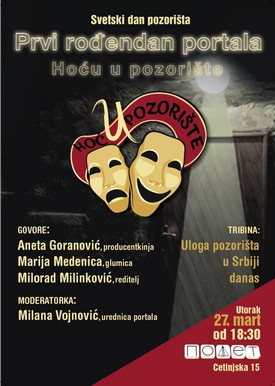 Svetski dan pozorišta
Prvi rođendan portala
Hoću u pozorište
HOĆU U POZORIŠTE
GOVORE:
Aneta Goranović, producentkinja
Marija Medenica, glumica
Milorad Milinković, reditelj
MODERATORKA:
Milana Vojnović, urednica portala
TRIBINA:
Uloga pozorišta
u Srbiji
danas
Utorak
27. mart
od 18:30
ПОЛЕТ
Cetinjska 15